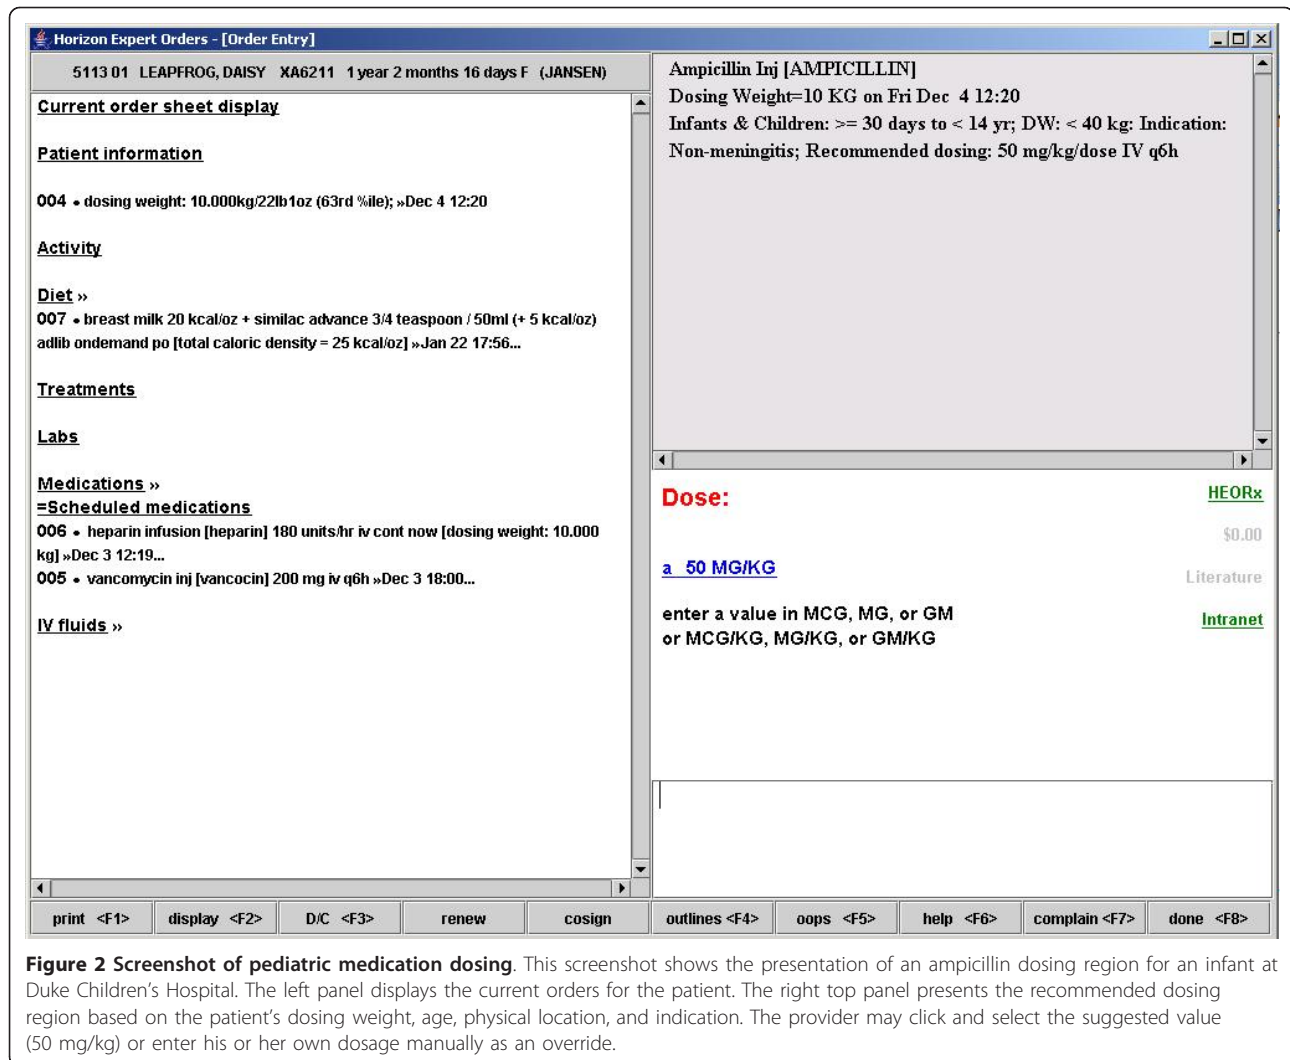 Horizon Expert Orders - [Order Entry]
5113 01 LEAPFROG, DAISY XA6211 1 year 2 months 16 days F (JANSEN)
Current order sheet display
Patient information
004 • dosing weight: 10.000kg/22lb1oz (63rd %ile); »Dec 4 12:20
Activity
Diet »
007 • breast milk 20 kcal/oz + similac advance 3/4 teaspoon / 50ml (+ 5 kcal/oz)
adlib ondemand po [total caloric density = 25 kcal/oz] »Jan 22 17:56...
Treatments
Labs
Medications »
=Scheduled medications
006 • heparin infusion [heparin] 180 units/hr iv cont now [dosing weight: 10.000
kg] »Dec 3 12:19...
005 • vancomycin inj [vancocin] 200 mg iv q6h »Dec 3 18:00...
IV fluids »
Ampicillin Inj [AMPICILLIN]
Dosing Weight=10 KG on Fri Dec 4 12:20
Infants & Children: >= 30 days to < 14 yr; DW: < 40 kg: Indication:
Non-meningitis; Recommended dosing: 50 mg/kg/dose IV q6h
Dose:
HEORx
$0.00
a 50 MG/KG
Literature
enter a value in MCG, MG, or GM
or MCG/KG, MG/KG, or GM/KG
Intranet
print <F1> display <F2> D/C <F3> renew cosign outlines <F4> oops <F5> help <F6> complain <F7> done <F8>
Figure 2 Screenshot of pediatric medication dosing. This screenshot shows the presentation of an ampicillin dosing region for an infant at
Duke Children's Hospital. The left panel displays the current orders for the patient. The right top panel presents the recommended dosing
region based on the patient's dosing weight, age, physical location, and indication. The provider may click and select the suggested value
(50 mg/kg) or enter his or her own dosage manually as an override.